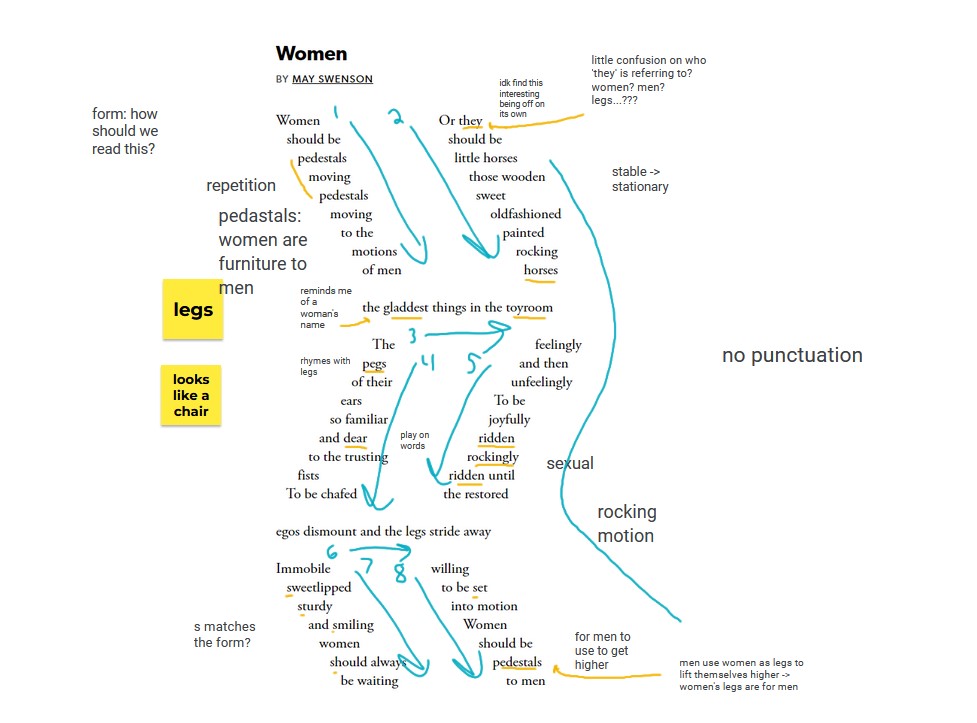 Women
BY MAY SWENSON
form: how
should we
read this?
1
2
Women
should be
pedestals
moving
pedestals
moving
to the
motions
of men
Or they
should be
little horses
those wooden
sweet
oldfashioned
painted
rocking
horses
idk find this
interesting
being off on
its own
little confusion on who
'they' is referring to?
women? men?
legs...???
stable ->
stationary
repetition
pedastals:
women are
furniture to
men
legs
looks
like a
chair
reminds me
of a
woman's
name
the gladdest things in the toyroom
3
4
5
rhymes with
legs
The
pegs
of their
ears
so familiar
and dear
to the trusting
fists
To be chafed
play on
words
feelingly
and then
unfeelingly
To be
joyfully
ridden
rockingly
ridden until
the restored
no punctuation
sexual
rocking
motion
egos dismount and the legs stride away
6
7
8
Immobile
sweetlipped
sturdy
and smiling
women
should always
be waiting
willing
to be set
into motion
Women
should be
pedestals
to men
s matches
the form?
for men to
use to get
higher
men use women as legs to
lift themselves higher ->
women's legs are for men